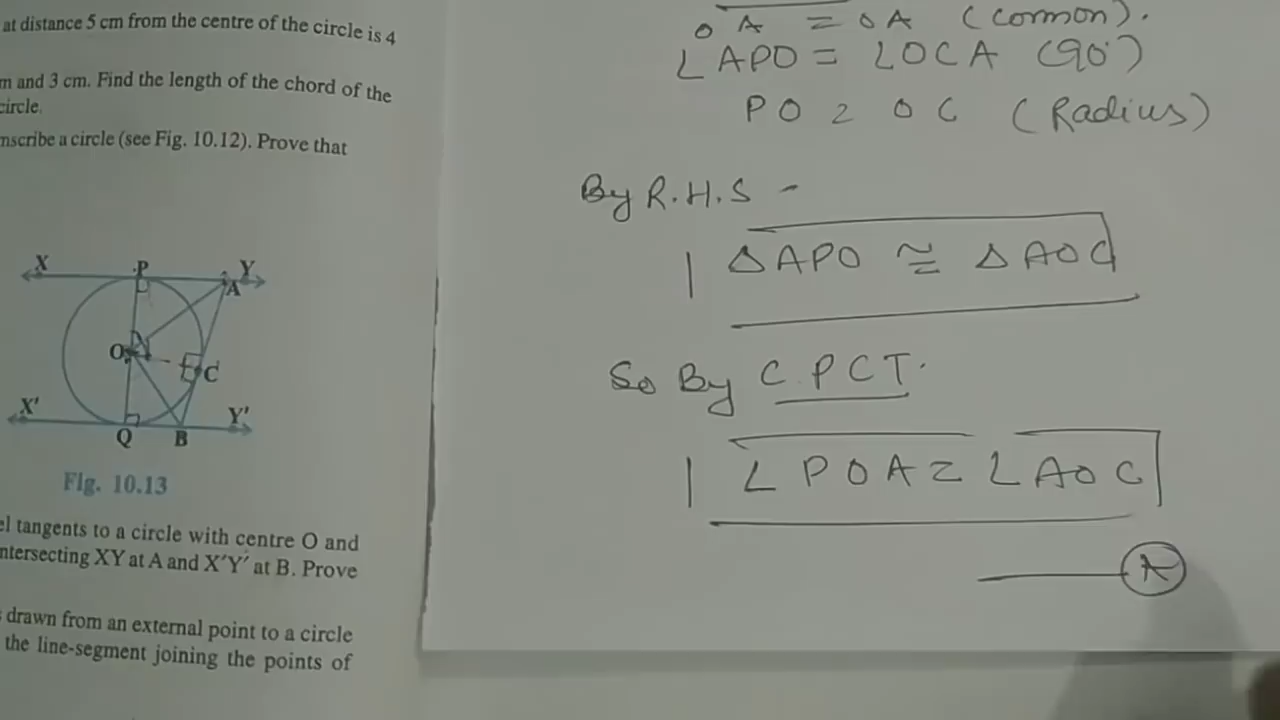 at distance 5 cm from the centre of the circle is 4
m and 3 cm. Find the length of the chord of the
circle.
nscribe a circle (see Fig. 10.12). Prove that
X P Y
A
O
C
X' Y'
Q B
Fig. 10.13
el tangents to a circle with centre O and
ntersecting XY at A and X'Y' at B. Prove
drawn from an external point to a circle
the line-segment joining the points of
OA = OA (common).
∠APO = ∠OCA (90°)
PO = OC (Radius)
By R.H.S -
ΔAPO ≅ ΔAOC
So By C.PCT.
∠POA = ∠AOC
A